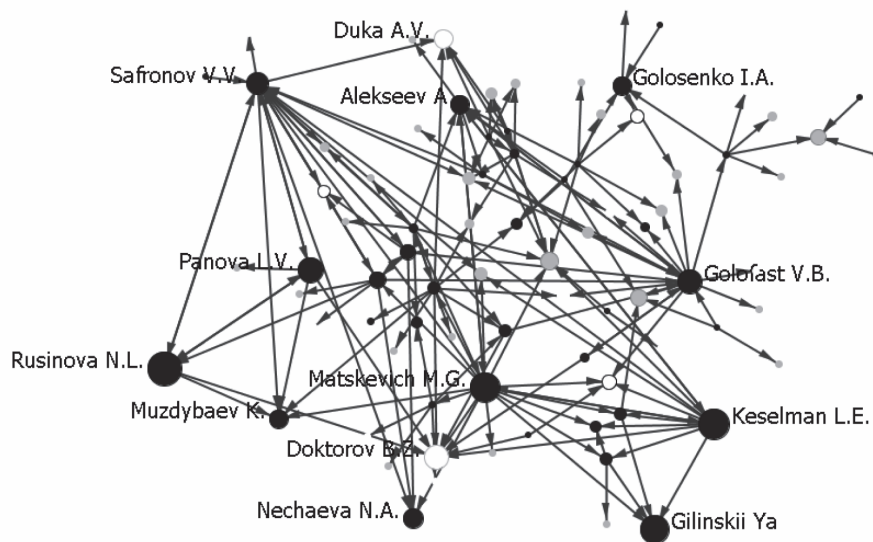 Duka A.V.
Safronov V.V.
Golosenko I.A.
Alekseev A
Panova L.V.
Golofast V.B.
Rusinova N.L.
Matskevich M.G.
Muzdybaev K.
Keselman L.E.
Doktorov B.Z.
Nechaeva N.A.
Gilinskii Ya